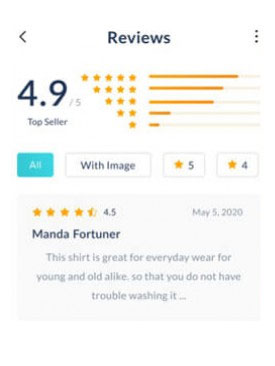 Reviews
4.9 / 5
Top Seller
All
With Image
5
4
4.5
May 5, 2020
Manda Fortuner
This shirt is great for everyday wear for
young and old alike, so that you do not have
trouble washing it ...